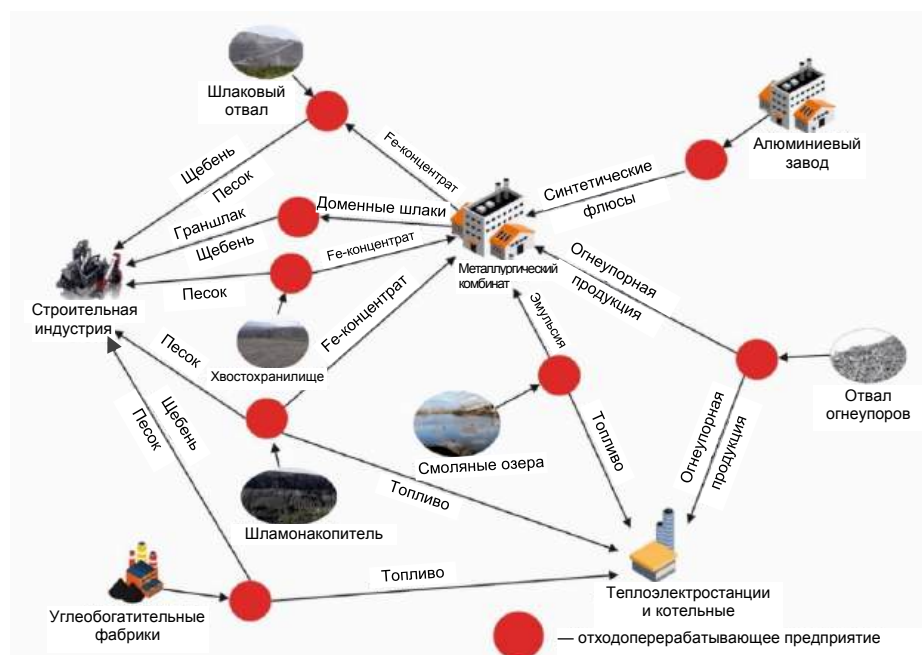 Шлаковый
отвал
Алюминиевый
завод
Fe-концентрат
Щебень
Песок
Синтетические
флюсы
Доменные шлаки
Граншлак
Щебень
Fe-концентрат
Металлургический
комбинат
Огнеупорная
продукция
Песок
Строительная
индустрия
Fe-концентрат
Эмульсия
Хвостохранилище
Песок
Отвал
огнеупоров
Щебень
Песок
Смоляные озера
Топливо
Огнеупорная
продукция
Топливо
Шламонакопитель
Топливо
Теплоэлектростанции
и котельные
Углеобогатительные
фабрики
— отходоперерабатывающее предприятие